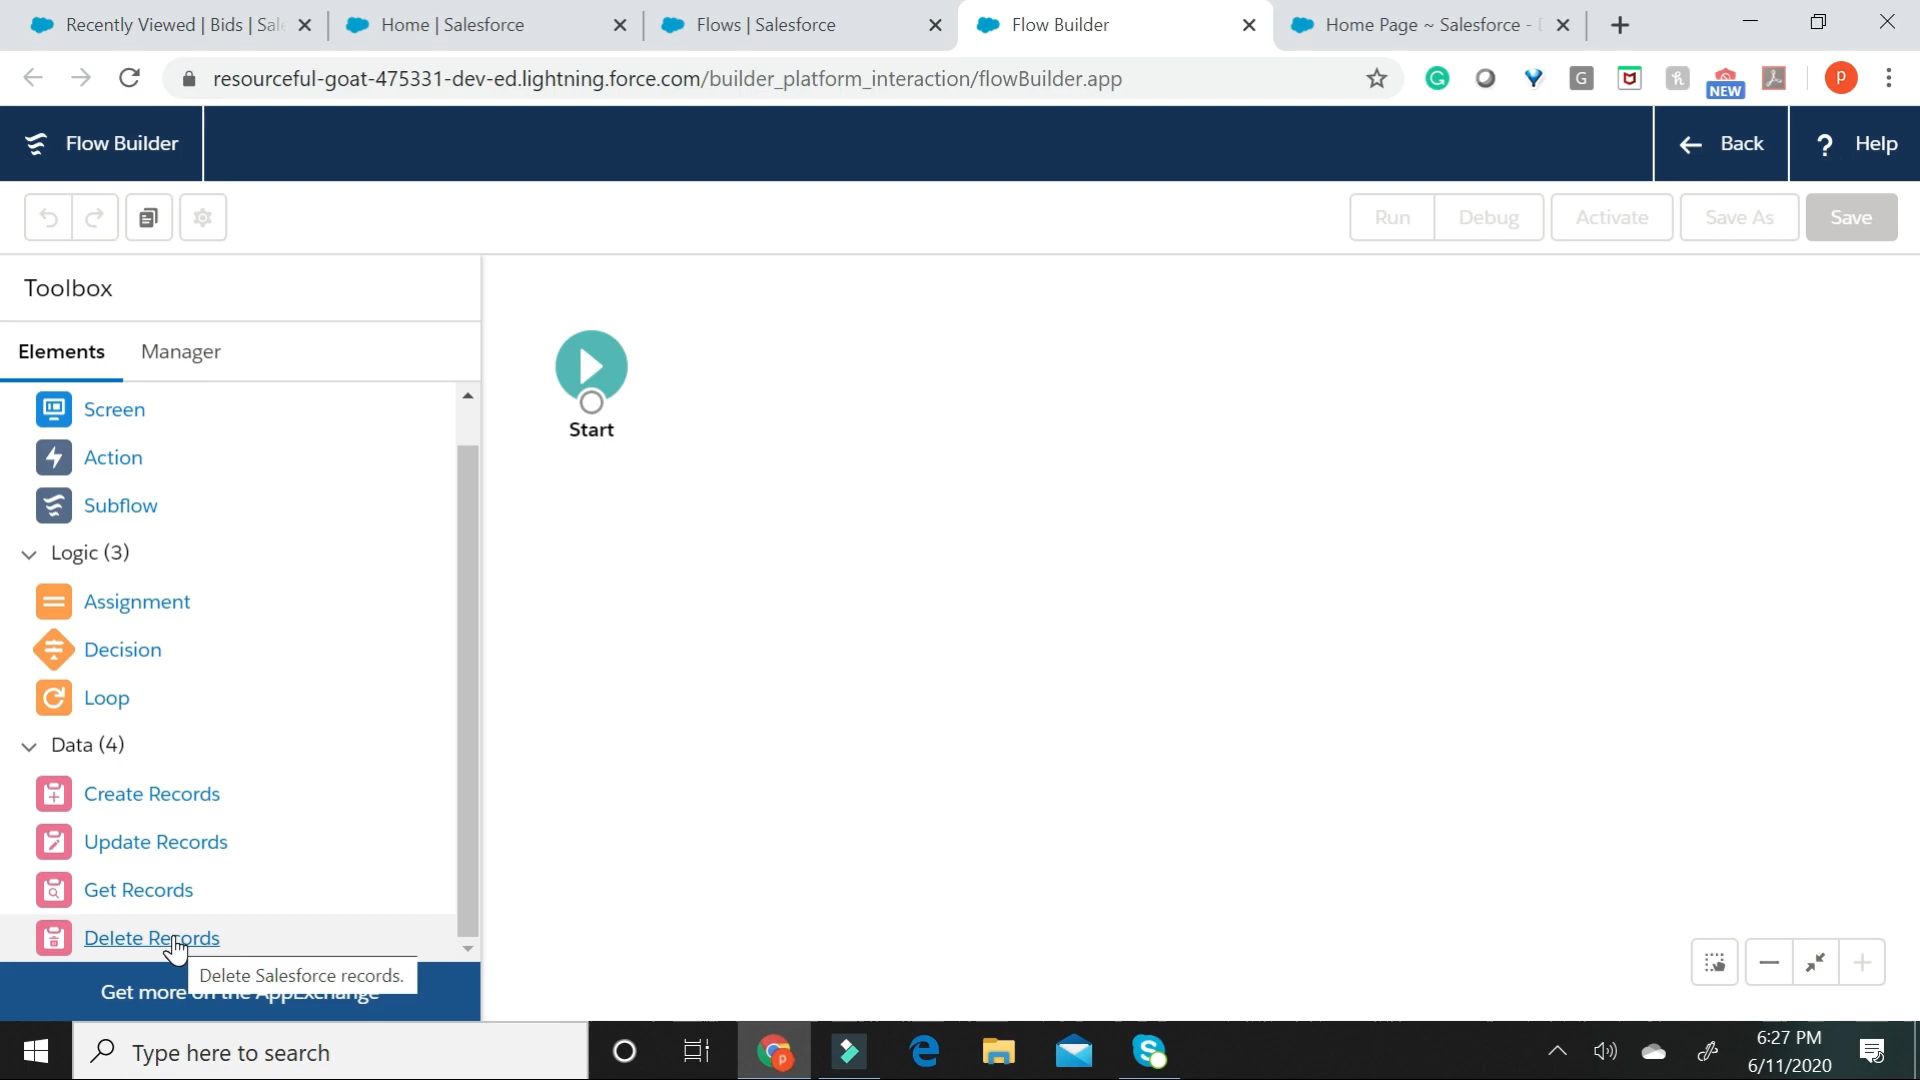 Recently Viewed | Bids | Sal
Home | Salesforce
Flows | Salesforce
Flow Builder
Home Page ~ Salesforce -
resourceful-goat-475331-dev-ed.lightning.force.com/builder_platform_interaction/flowBuilder.app
G
NEW
P
Flow Builder
Back
? Help
Run
Debug
Activate
Save As
Save
Toolbox
Elements
Manager
Screen
Action
Subflow
Logic (3)
Assignment
Decision
Loop
Data (4)
Create Records
Update Records
Get Records
Delete Records
Delete Salesforce records.
Get more on the AppExchange
Start
Type here to search
6:27 PM
6/11/2020